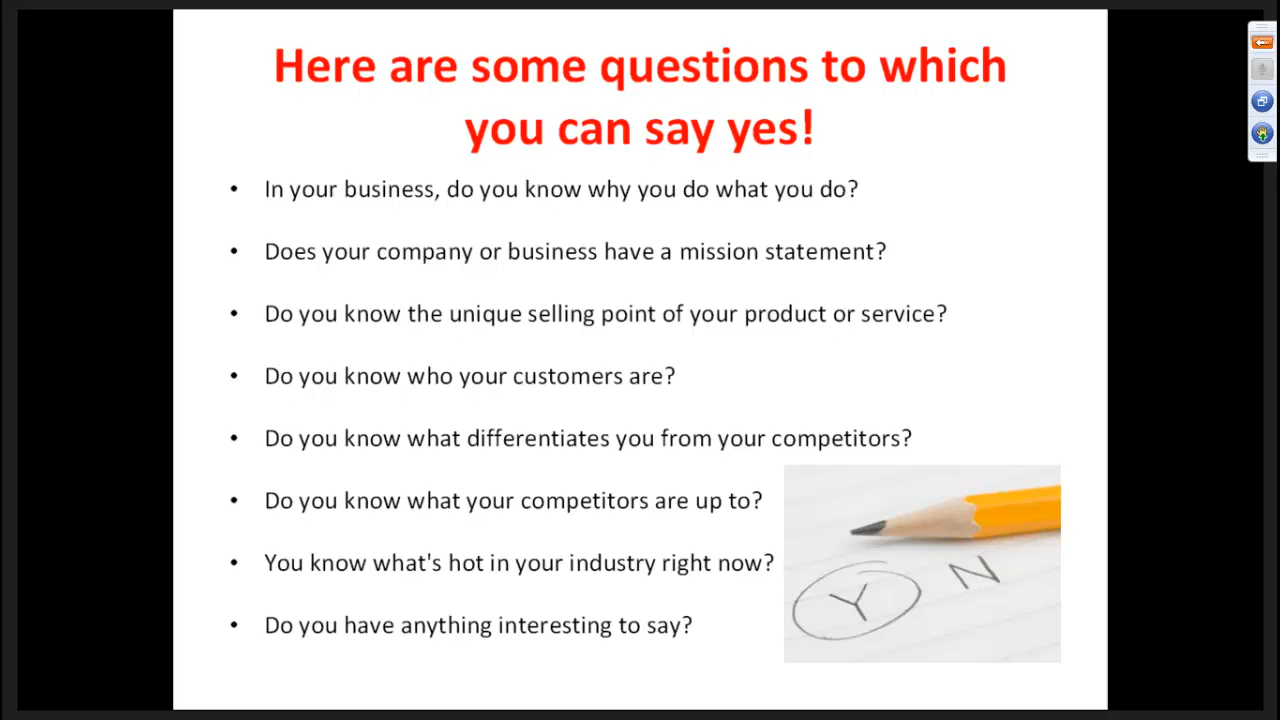 Here are some questions to which
you can say yes!
• In your business, do you know why you do what you do?
• Does your company or business have a mission statement?
• Do you know the unique selling point of your product or service?
• Do you know who your customers are?
• Do you know what differentiates you from your competitors?
• Do you know what your competitors are up to?
• You know what's hot in your industry right now?
• Do you have anything interesting to say?
Y N